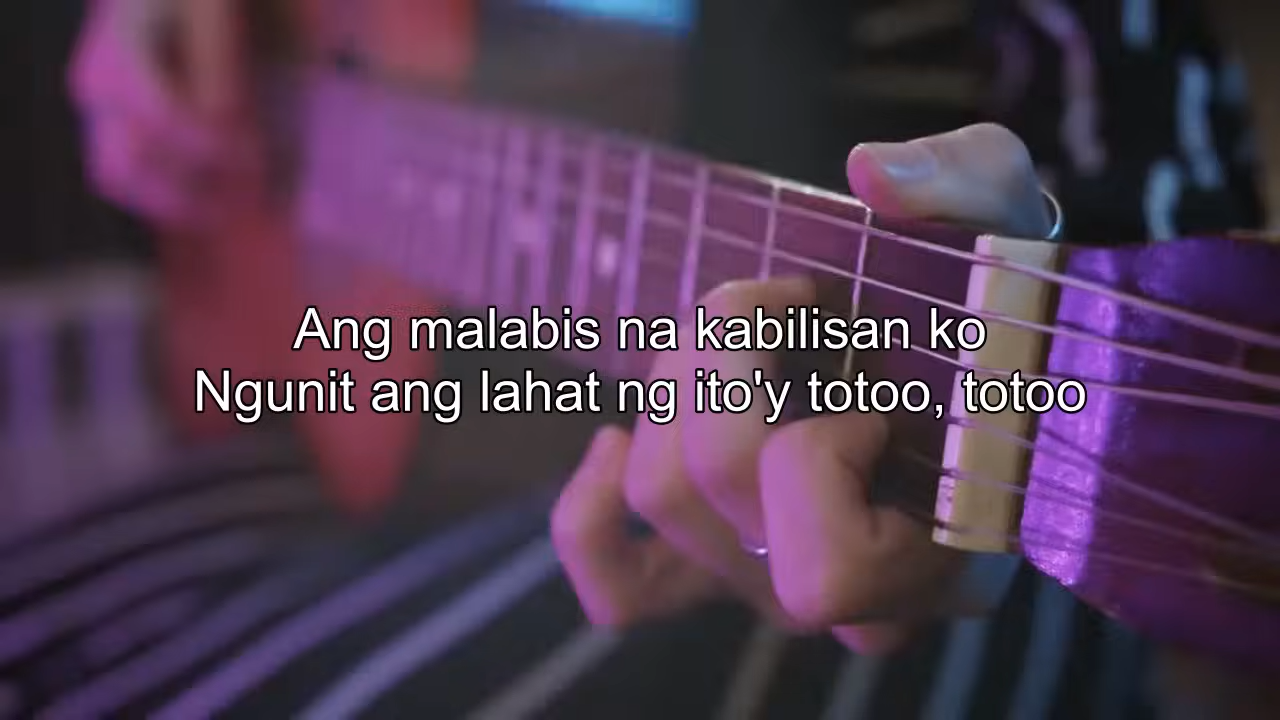 Ang malabis na kabilisan ko
Ngunit ang lahat ng ito'y totoo, totoo